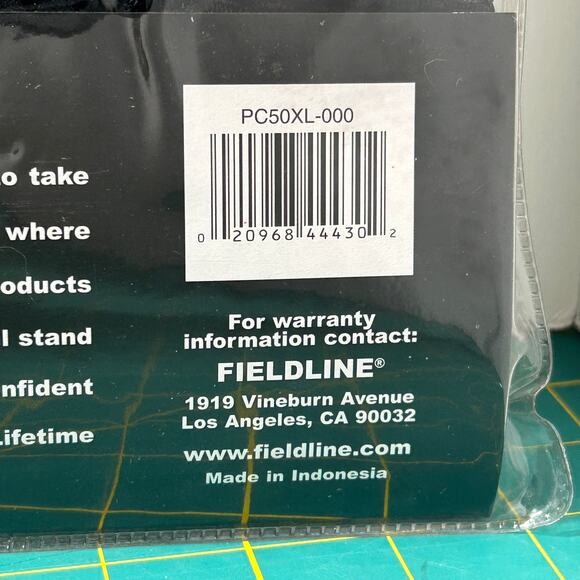 PC50XL-000
0 20968 44430 2
to take
where
oducts
l stand
nfident
Lifetime
For warranty
information contact:
FIELDLINE®
1919 Vineburn Avenue
Los Angeles, CA 90032
www.fieldline.com
Made in Indonesia